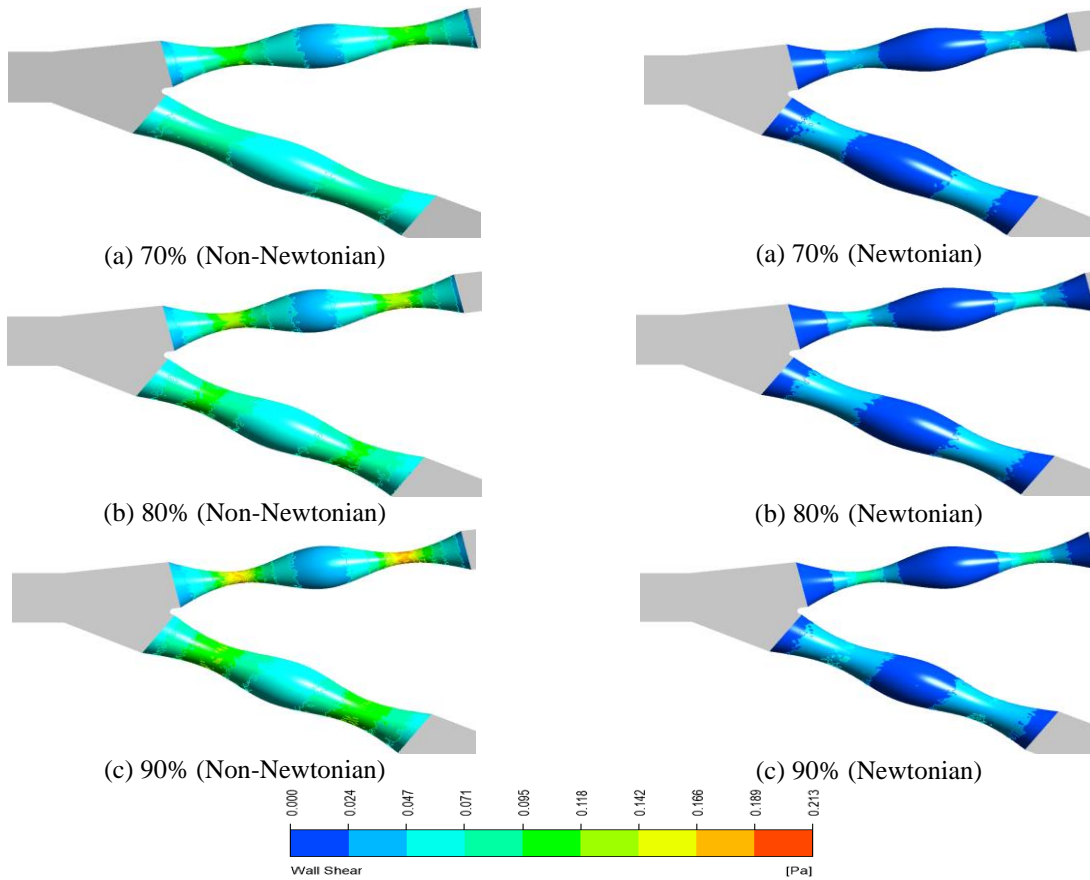 (a) 70% (Non-Newtonian)
(a) 70% (Newtonian)
(b) 80% (Non-Newtonian)
(b) 80% (Newtonian)
(c) 90% (Non-Newtonian)
(c) 90% (Newtonian)
0.000 0.024 0.047 0.071 0.095 0.118 0.142 0.166 0.189 0.213
Wall Shear [Pa]